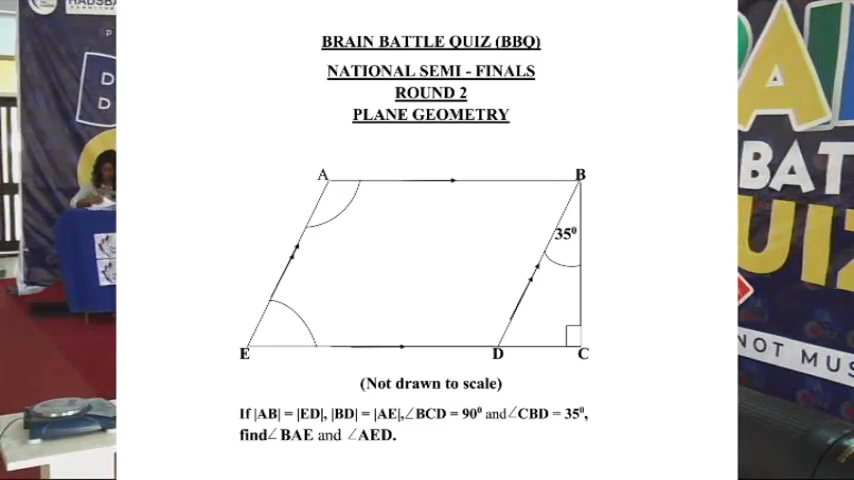 BRAIN BATTLE QUIZ (BBQ)
NATIONAL SEMI - FINALS
ROUND 2
PLANE GEOMETRY
A
B
35⁰
E
D
C
(Not drawn to scale)
If |AB| = |ED|, |BD| = |AE|,∠BCD = 90⁰ and ∠CBD = 35⁰,
find∠BAE and ∠AED.
BAT
NOT MUS